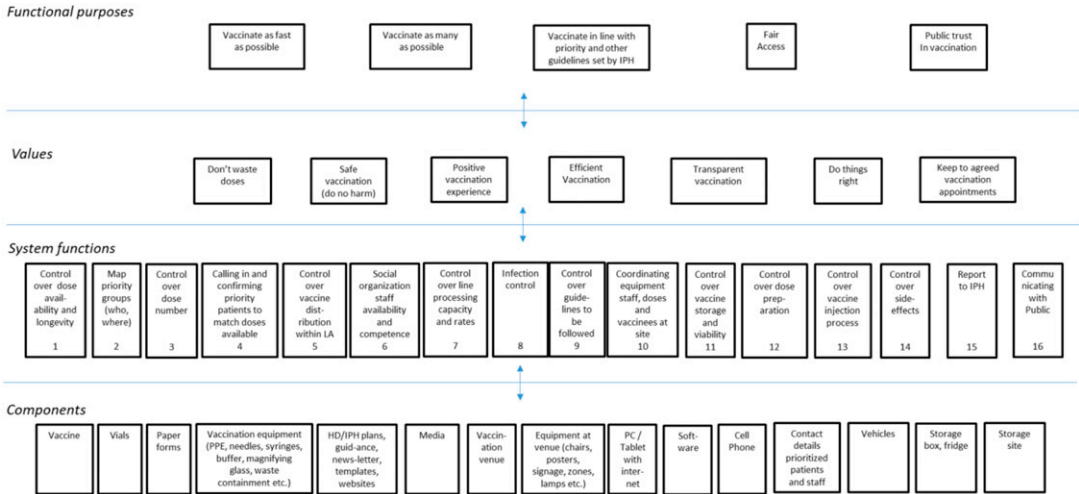 Functional purposes
Vaccinate as fast
as possible
Vaccinate as many
as possible
Vaccinate in line with
priority and other
guidelines set by IPH
Fair
Access
Public trust
In vaccination
Values
Don't waste
doses
Safe
vaccination
(do no harm)
Positive
vaccination
experience
Efficient
Vaccination
Transparent
vaccination
Do things
right
Keep to agreed
vaccination
appointments
System functions
Control
over dose
avail-
ability and
longevity
1
Map
priority
groups
(who,
where)
2
Control
over
dose
number
3
Calling in and
confirming
priority
patients to
match doses
available
4
Control
over
vaccine
dist-
ribution
within LA
5
Social
organization
staff
availability
and
competence
6
Control
over line
processing
capacity
and rates
7
Infection
control
8
Control
over
guide-
lines to
be
followed
9
Coordinating
equipment
staff, doses
and
vaccinees at
site
10
Control
over
vaccine
storage
and
viability
11
Control
over dose
prep-
aration
12
Control
over
vaccine
injection
process
13
Control
over
side-
effects
14
Report
to IPH
15
Commu
nicating
with
Public
16
Components
Vaccine
Vials
Paper
forms
Vaccination equipment
(PPE, needles, syringes,
buffer, magnifying
glass, waste
containment etc.)
HD/IPH plans,
guid-ance,
news-letter,
templates,
websites
Media
Vaccin-
ation
venue
Equipment at
venue (chairs,
posters,
signage, zones,
lamps etc.)
PC /
Tablet
with
inter-
net
Soft-
ware
Cell
Phone
Contact
details
prioritized
patients
and staff
Vehicles
Storage
box, fridge
Storage
site